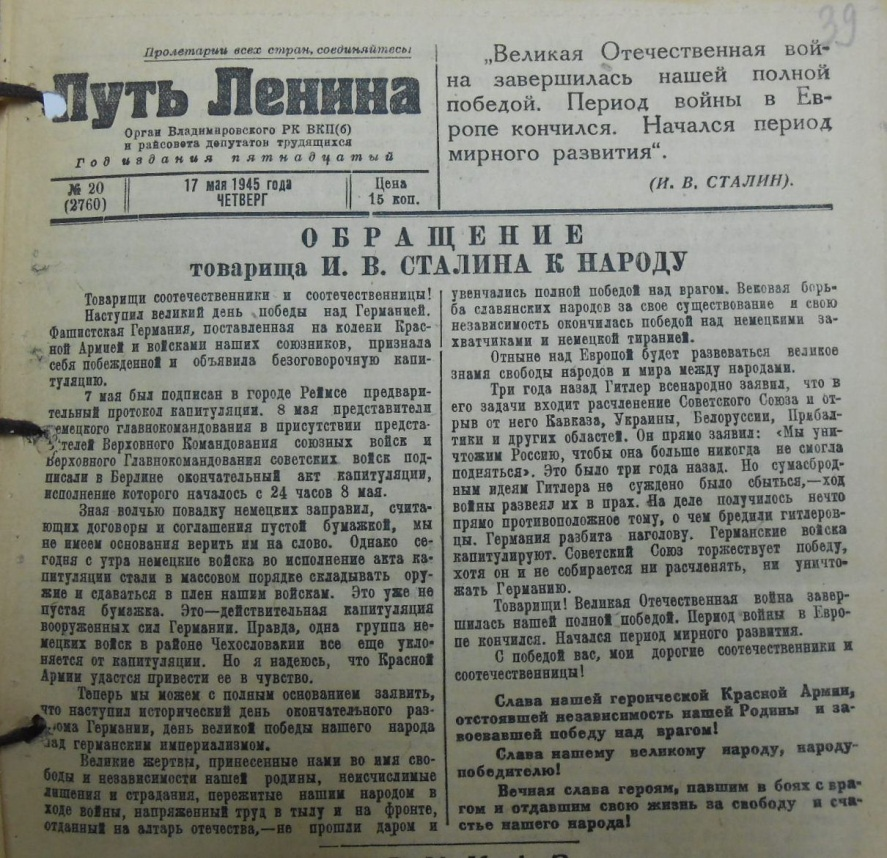 39
Пролетарии всех стран, соединяйтесь
Путь Ленина
Орган Владимировского РК ВКП(б)
и райсовета депутатов трудящихся
Год издания пятнадцатый
№ 20
(2760)
17 мая 1945 года
ЧЕТВЕРГ
Цена
15 коп.
„Великая Отечественная вой-
на завершилась нашей полной
победой. Период войны в Ев-
ропе кончился. Начался период
мирного развития“.
(И. В. СТАЛИН).
ОБРАЩЕНИЕ
товарища И. В. СТАЛИНА К НАРОДУ
Товарищи соотечественники и соотечественницы!
Наступил великий день победы над Германией.
Фашистская Германия, поставленная на колени Крас-
ной Армией и войсками наших союзников, признала
себя побежденной и объявила безоговорочную капи-
туляцию.
7 мая был подписан в городе Реймсе предвари-
тельный протокол капитуляции. 8 мая представители
немецкого главнокомандования в присутствии предста-
вителей Верховного Командования союзных войск и
Верховного Главнокомандования советских войск под-
писали в Берлине окончательный акт капитуляции,
исполнение которого началось с 24 часов 8 мая.
Зная волчью повадку немецких заправил, счита-
ющих договоры и соглашения пустой бумажкой, мы
не имеем основания верить им на слово. Однако се-
годня с утра немецкие войска во исполнение акта ка-
питуляции стали в массовом порядке складывать ору-
жие и сдаваться в плен нашим войскам. Это уже не
пустая бумажка. Это—действительная капитуляция
вооруженных сил Германии. Правда, одна группа не-
мецких войск в районе Чехословакии все еще укло-
няется от капитуляции. Но я надеюсь, что Красной
Армии удастся привести ее в чувство.
Теперь мы можем с полным основанием заявить,
что наступил исторический день окончательного раз-
грома Германии, день великой победы нашего народа
над германским империализмом.
Великие жертвы, принесенные нами во имя сво-
боды и независимости нашей родины, неисчислимые
лишения и страдания, пережитые нашим народом в
ходе войны, напряженный труд в тылу и на фронте,
отданный на алтарь отечества,—не прошли даром и
увенчались полной победой над врагом. Вековая борь-
ба славянских народов за свое существование и свою
независимость окончилась победой над немецкими за-
хватчиками и немецкой тиранией.
Отныне над Европой будет развеваться великое
знамя свободы народов и мира между народами.
Три года назад Гитлер всенародно заявил, что в
его задачи входит расчленение Советского Союза и от-
рыв от него Кавказа, Украины, Белоруссии, Прибал-
тики и других областей. Он прямо заявил: «Мы уни-
чтожим Россию, чтобы она больше никогда не смогла
подняться». Это было три года назад. Но сумасброд-
ным идеям Гитлера не суждено было сбыться,—ход
войны развеял их в прах. На деле получилось нечто
прямо противоположное тому, о чем бредили гитлеров-
цы. Германия разбита наголову. Германские войска
капитулируют. Советский Союз торжествует победу,
хотя он и не собирается ни расчленять, ни уничто-
жать Германию.
Товарищи! Великая Отечественная война завер-
шилась нашей полной победой. Период войны в Евро-
пе кончился. Начался период мирного развития.
С победой вас, мои дорогие соотечественники и
соотечественницы!
Слава нашей героической Красной Армии,
отстоявшей независимость нашей Родины и за-
воевавшей победу над врагом!
Слава нашему великому народу, народу-
победителю!
Вечная слава героям, павшим в боях с вра-
гом и отдавшим свою жизнь за свободу и сча-
стье нашего народа!